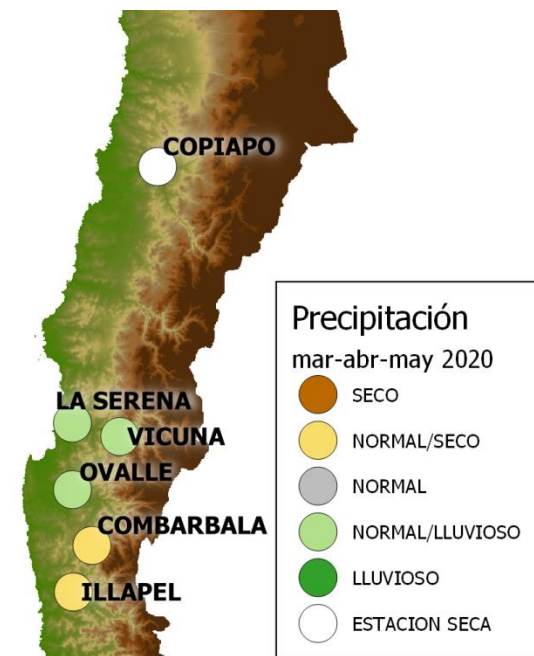 COPIAPO
LA SERENA
VICUNA
OVALLE
COMBARBALA
ILLAPEL
Precipitación
mar-abr-may 2020
SECO
NORMAL/SECO
NORMAL
NORMAL/LLUVIOSO
LLUVIOSO
ESTACION SECA